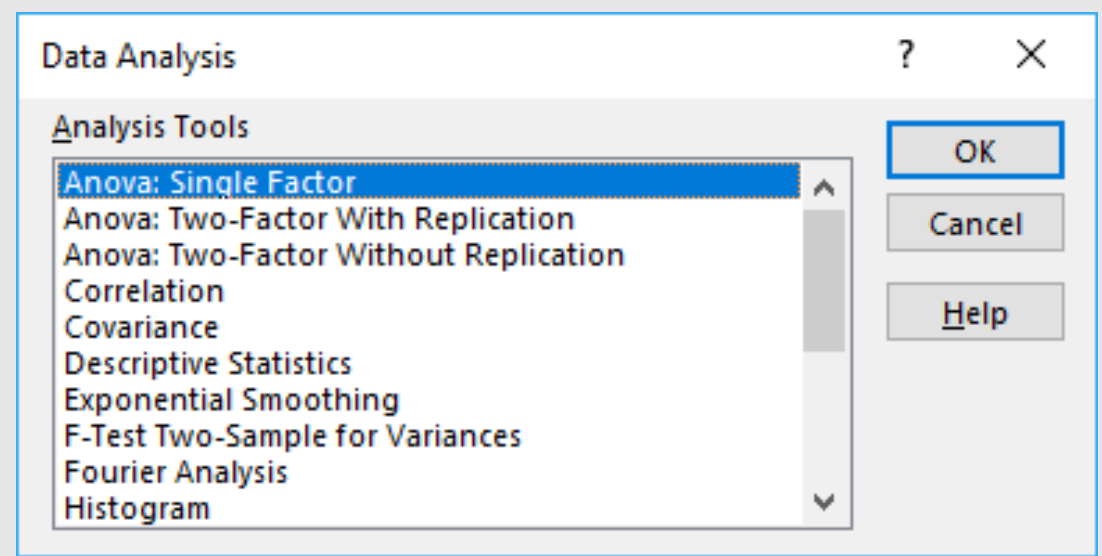 Data Analysis
?
Analysis Tools
Anova: Single Factor
Anova: Two-Factor With Replication
Anova: Two-Factor Without Replication
Correlation
Covariance
Descriptive Statistics
Exponential Smoothing
F-Test Two-Sample for Variances
Fourier Analysis
Histogram
OK
Cancel
Help